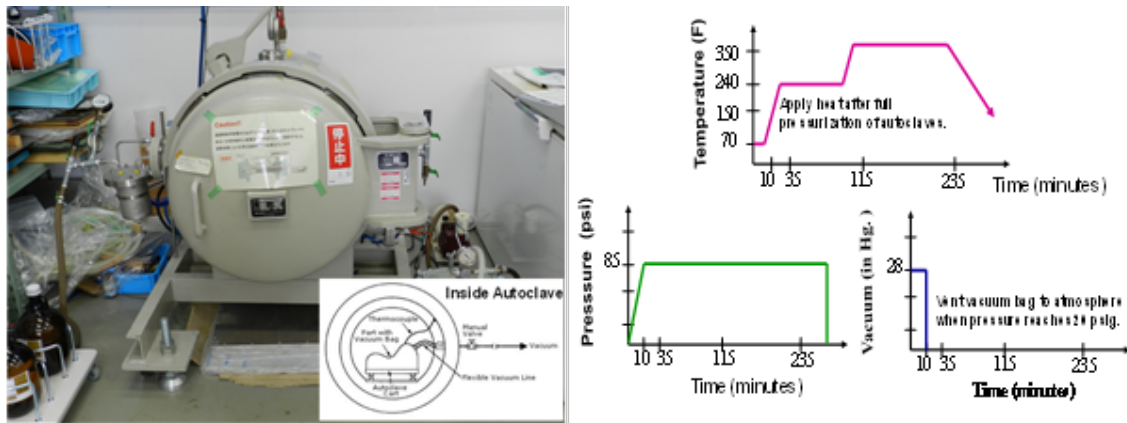 Caution!!
Inside Autoclave
Thermocouple
Part with
Vacuum Bag
Manual
Valve
Vacuum
Flexible Vacuum Line
Autoclave
Cart
Temperature (F)
350
240
150
70
Apply heat after full
pressurization of autoclaves.
10 35 115 235 Time (minutes)
Presssure (psi)
85
10 35 115 235
Time (minutes)
Vacuum (in Hg.)
28
Vent vacuum bag to atmosphere
when pressure reaches 20 psig.
10 35 115 235
Time (minutes)